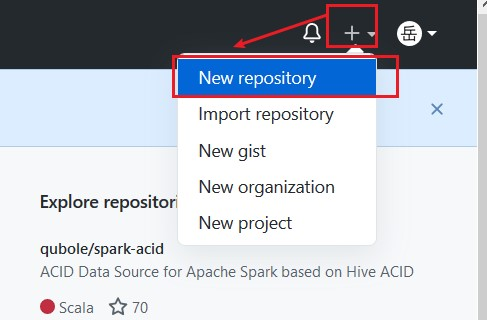 岳
New repository
Import repository
New gist
New organization
New project
Explore repositori
qubole/spark-acid
ACID Data Source for Apache Spark based on Hive ACID
Scala 70